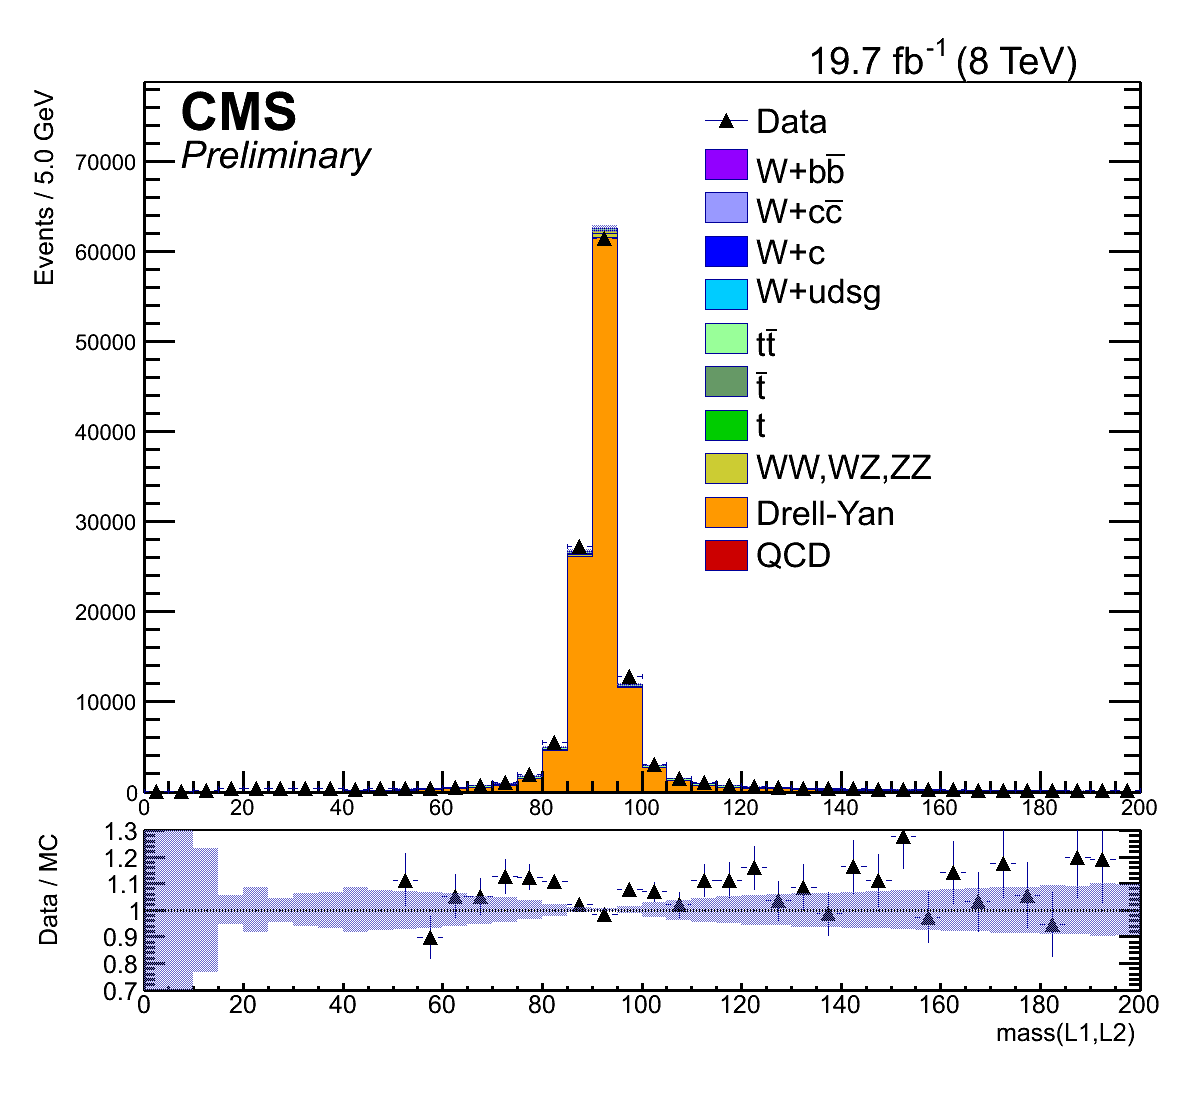 19.7 fb⁻¹ (8 TeV)
CMS
Preliminary
Events / 5.0 GeV
70000
60000
50000
40000
30000
20000
10000
0
Data
W+bb̅
W+cc̅
W+c
W+udsg
tt̅
t̅
t
WW,WZ,ZZ
Drell-Yan
QCD
0 20 40 60 80 100 120 140 160 180 200
Data / MC
1.3
1.2
1.1
1
0.9
0.8
0.7
0 20 40 60 80 100 120 140 160 180 200
mass(L1,L2)